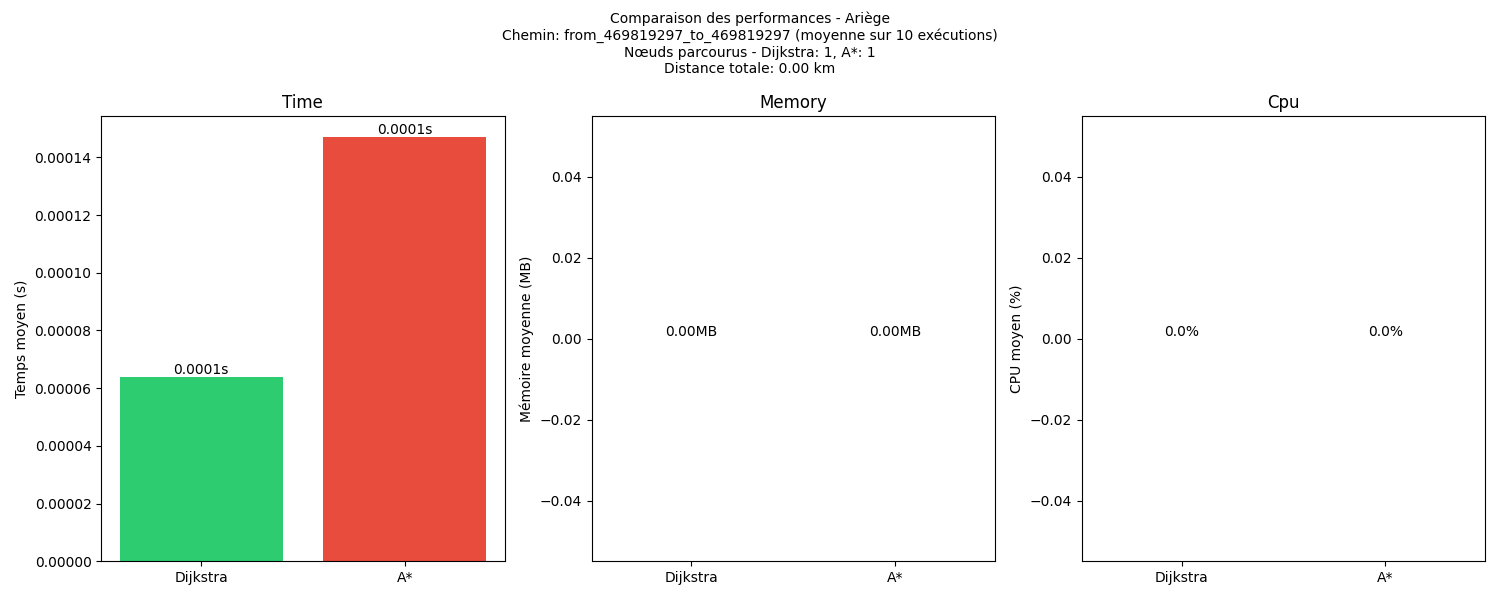 Comparaison des performances - Ariège
Chemin: from_469819297_to_469819297 (moyenne sur 10 exécutions)
Nœuds parcourus - Dijkstra: 1, A*: 1
Distance totale: 0.00 km
Time
Temps moyen (s)
0.00014
0.00012
0.00010
0.00008
0.00006
0.00004
0.00002
0.00000
0.0001s
0.0001s
Dijkstra
A*
Memory
Mémoire moyenne (MB)
0.04
0.02
0.00
−0.02
−0.04
0.00MB
0.00MB
Dijkstra
A*
Cpu
CPU moyen (%)
0.04
0.02
0.00
−0.02
−0.04
0.0%
0.0%
Dijkstra
A*